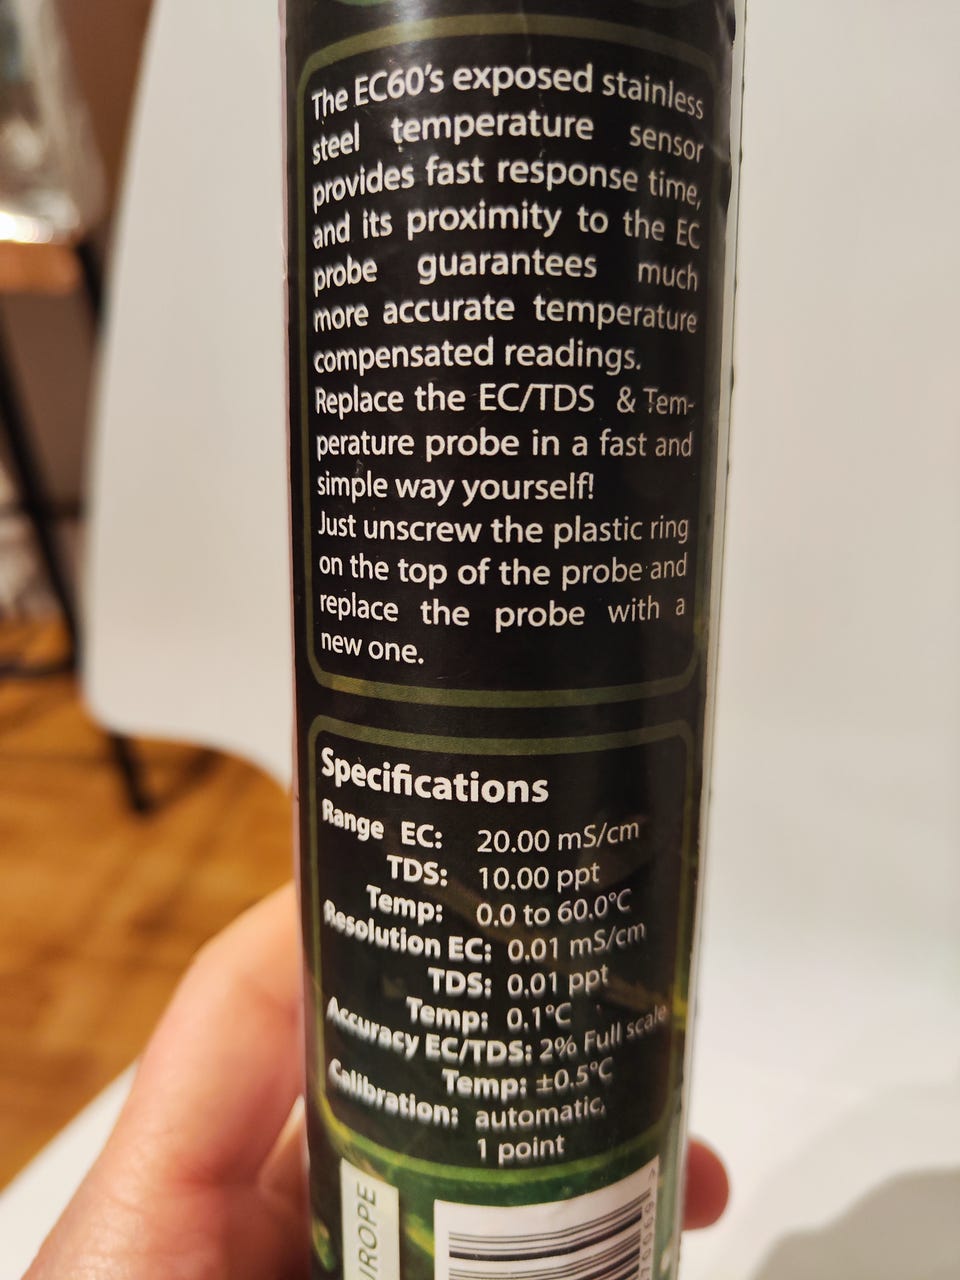 The EC60's exposed stainless
steel temperature sensor
provides fast response time,
and its proximity to the EC
probe guarantees much
more accurate temperature
compensated readings.
Replace the EC/TDS & Tem-
perature probe in a fast and
simple way yourself!
Just unscrew the plastic ring
on the top of the probe and
replace the probe with a
new one.
Specifications
Range EC: 20.00 mS/cm
TDS: 10.00 ppt
Temp: 0.0 to 60.0°C
Resolution EC: 0.01 mS/cm
TDS: 0.01 ppt
Temp: 0.1°C
Accuracy EC/TDS: 2% Full scale
Temp: ±0.5°C
Calibration: automatic,
1 point